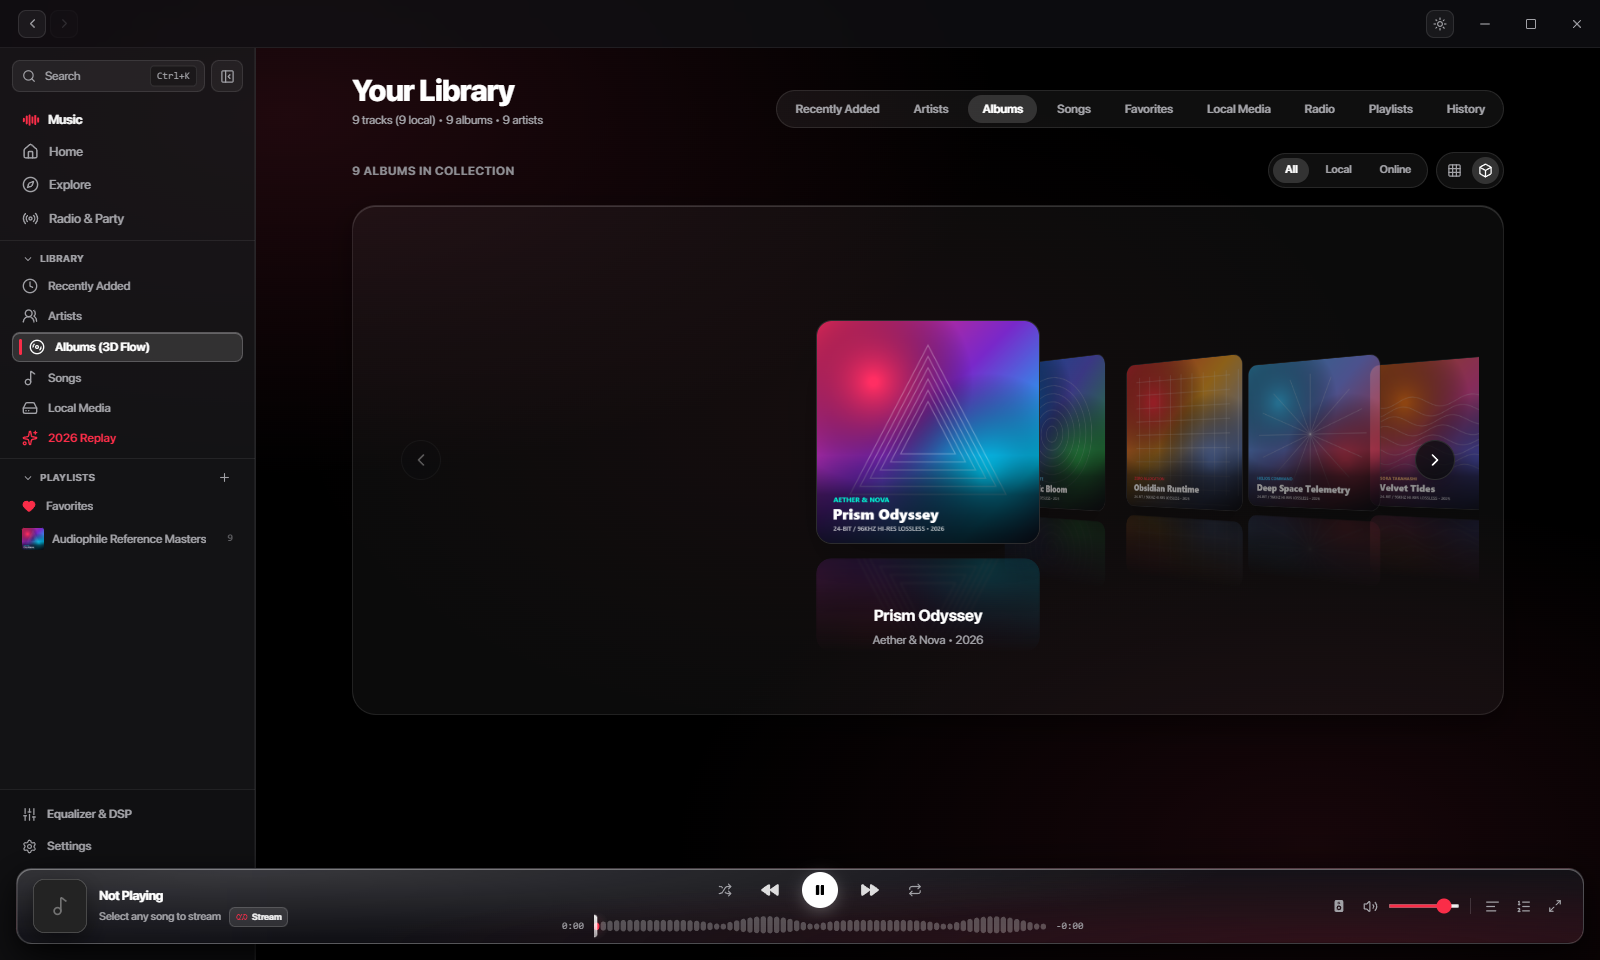 Search
Ctrl+K
Music
Home
Explore
Radio & Party
LIBRARY
Recently Added
Artists
Albums (3D Flow)
Songs
Local Media
2026 Replay
PLAYLISTS
Favorites
Audiophile Reference Masters
9
Equalizer & DSP
Settings
Your Library
9 tracks (9 local) • 9 albums • 9 artists
Recently Added
Artists
Albums
Songs
Favorites
Local Media
Radio
Playlists
History
9 ALBUMS IN COLLECTION
All
Local
Online
AETHER & NOVA
Prism Odyssey
24-BIT / 96KHZ HI-RES LOSSLESS • 2026
Bloom
Obsidian Runtime
Deep Space Telemetry
Velvet Tides
Prism Odyssey
Aether & Nova • 2026
Not Playing
Select any song to stream
Stream
0:00
-0:00